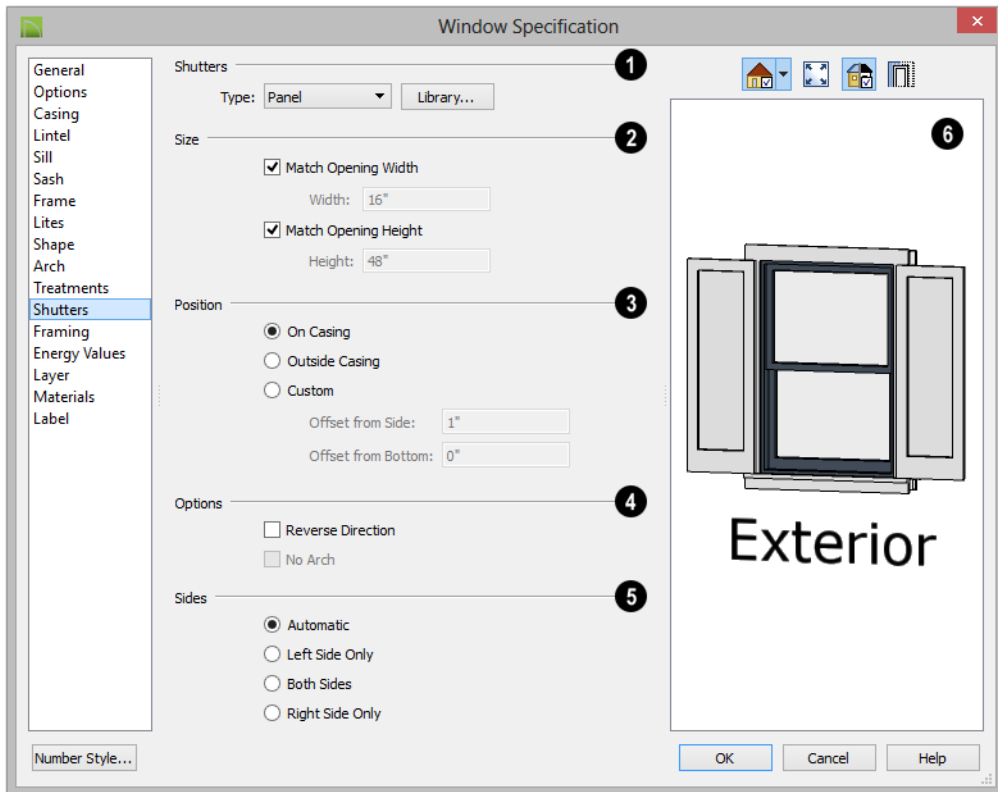 Window Specification
General
Options
Casing
Lintel
Sill
Sash
Frame
Lites
Shape
Arch
Treatments
Shutters
Framing
Energy Values
Layer
Materials
Label
Number Style...
Shutters 1
Type: Panel Library...
Size 2
Match Opening Width
Width: 16"
Match Opening Height
Height: 48"
Position 3
On Casing
Outside Casing
Custom
Offset from Side: 1"
Offset from Bottom: 0"
Options 4
Reverse Direction
No Arch
Sides 5
Automatic
Left Side Only
Both Sides
Right Side Only
6
Exterior
OK Cancel Help